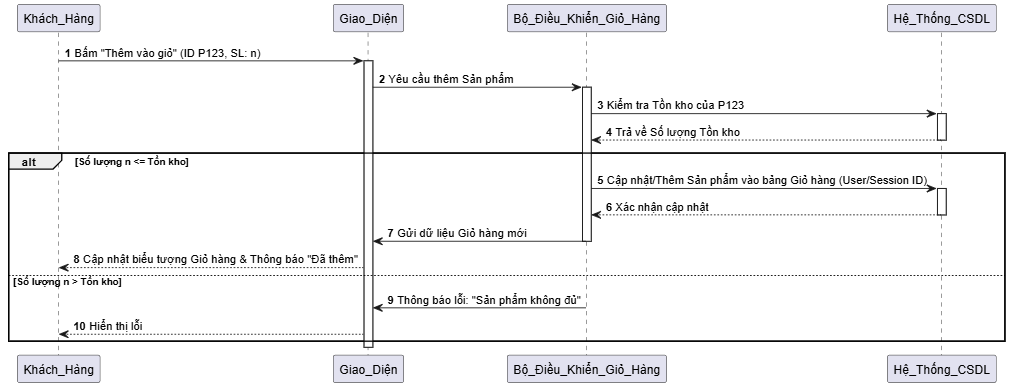 Khách_Hàng Giao_Diện Bộ_Điều_Khiển_Giỏ_Hàng Hệ_Thống_CSDL
1 Bấm "Thêm vào giỏ" (ID P123, SL: n)
2 Yêu cầu thêm Sản phẩm
3 Kiểm tra Tồn kho của P123
4 Trả về Số lượng Tồn kho
alt [Số lượng n <= Tồn kho]
5 Cập nhật/Thêm Sản phẩm vào bảng Giỏ hàng (User/Session ID)
6 Xác nhận cập nhật
7 Gửi dữ liệu Giỏ hàng mới
8 Cập nhật biểu tượng Giỏ hàng & Thông báo "Đã thêm"
[Số lượng n > Tồn kho]
9 Thông báo lỗi: "Sản phẩm không đủ"
10 Hiển thị lỗi
Khách_Hàng Giao_Diện Bộ_Điều_Khiển_Giỏ_Hàng Hệ_Thống_CSDL